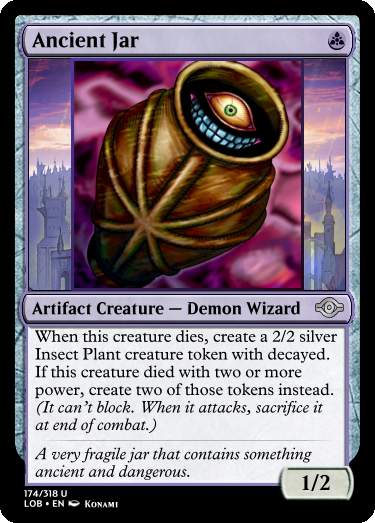 Ancient Jar
Artifact Creature — Demon Wizard
When this creature dies, create a 2/2 silver
Insect Plant creature token with decayed.
If this creature died with two or more
power, create two of those tokens instead.
(It can't block. When it attacks, sacrifice it
at end of combat.)
A very fragile jar that contains something
ancient and dangerous.
1/2
174/318 U
LOB • EN Konami